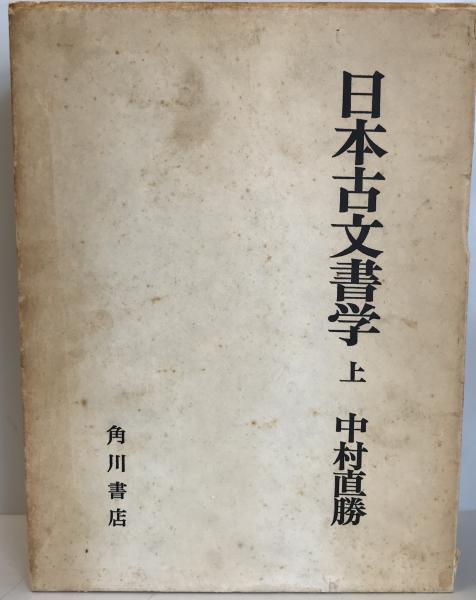 日本古文書学 上 中村直勝
角川書店